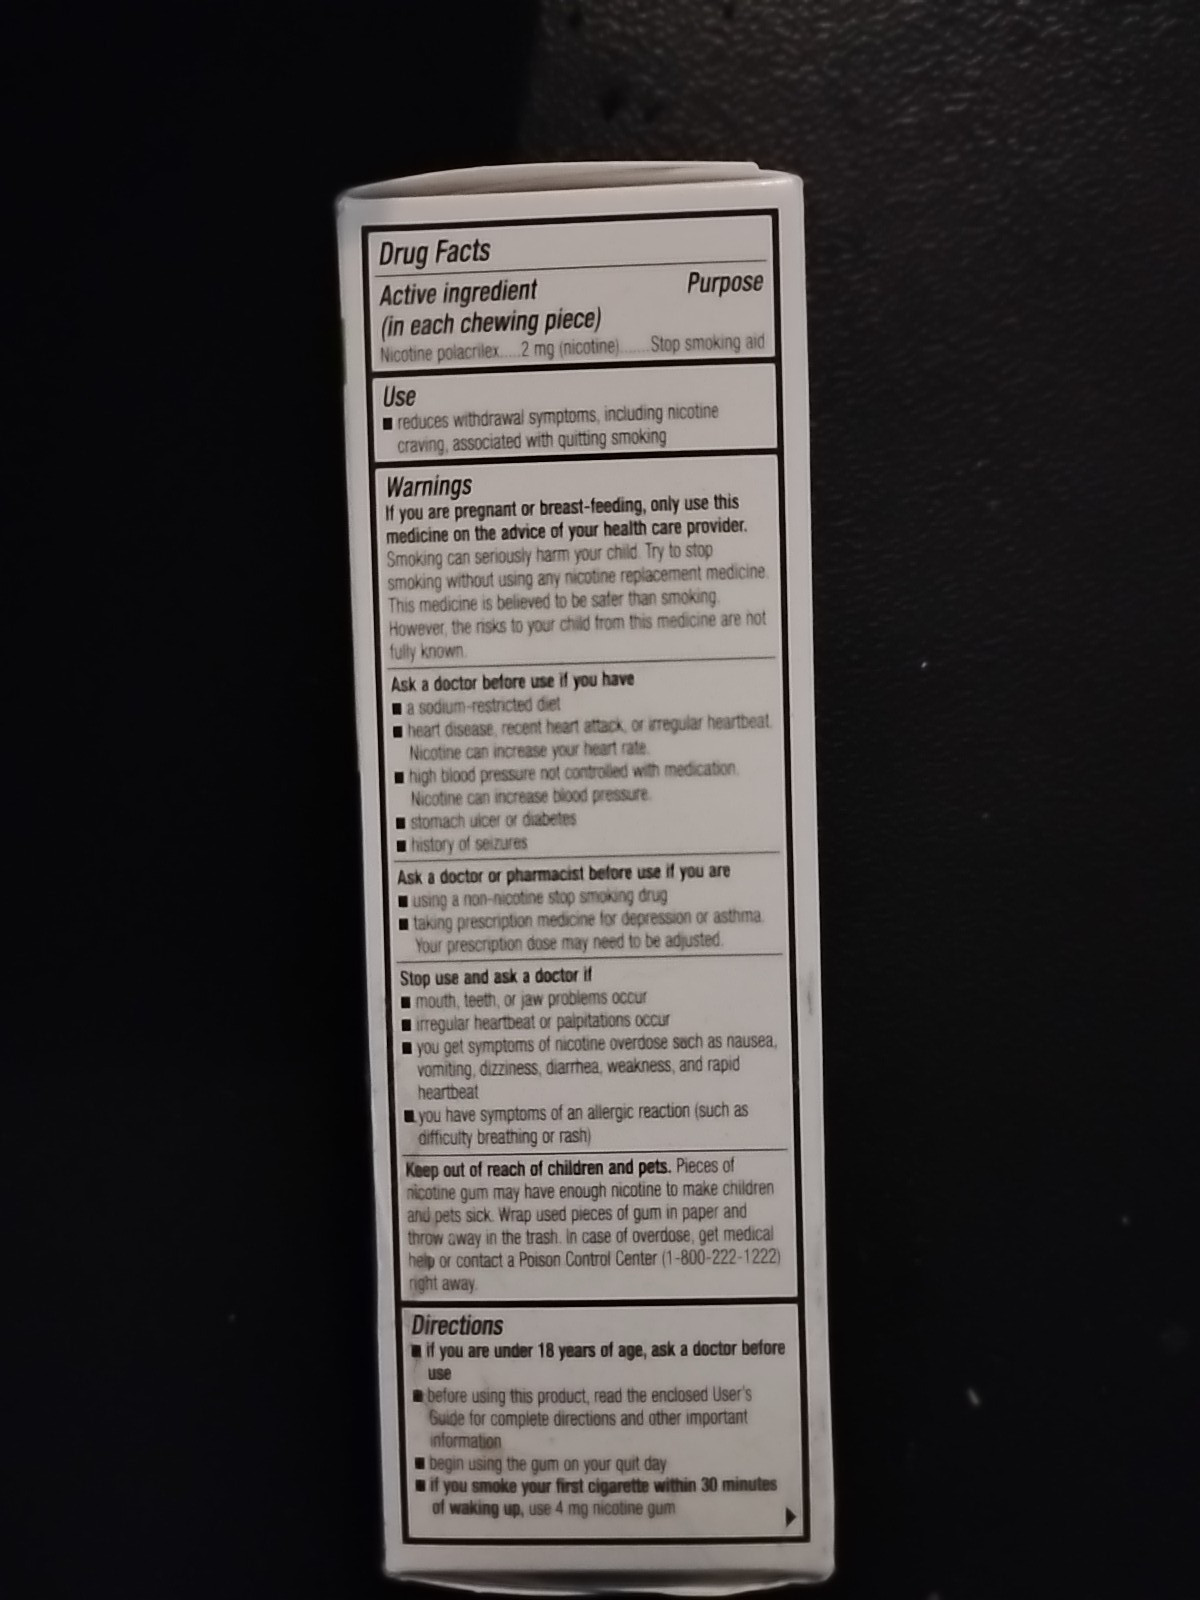 Drug Facts
Active ingredient Purpose
(in each chewing piece)
Nicotine polacrilex.....2 mg (nicotine)......Stop smoking aid
Use
■ reduces withdrawal symptoms, including nicotine
craving, associated with quitting smoking
Warnings
If you are pregnant or breast-feeding, only use this
medicine on the advice of your health care provider.
Smoking can seriously harm your child. Try to stop
smoking without using any nicotine replacement medicine.
This medicine is believed to be safer than smoking.
However, the risks to your child from this medicine are not
fully known.
Ask a doctor before use if you have
■ a sodium-restricted diet
■ heart disease, recent heart attack, or irregular heartbeat.
Nicotine can increase your heart rate.
■ high blood pressure not controlled with medication.
Nicotine can increase blood pressure.
■ stomach ulcer or diabetes
■ history of seizures
Ask a doctor or pharmacist before use if you are
■ using a non-nicotine stop smoking drug
■ taking prescription medicine for depression or asthma.
Your prescription dose may need to be adjusted.
Stop use and ask a doctor if
■ mouth, teeth, or jaw problems occur
■ irregular heartbeat or palpitations occur
■ you get symptoms of nicotine overdose such as nausea,
vomiting, dizziness, diarrhea, weakness, and rapid
heartbeat
■ you have symptoms of an allergic reaction (such as
difficulty breathing or rash)
Keep out of reach of children and pets. Pieces of
nicotine gum may have enough nicotine to make children
and pets sick. Wrap used pieces of gum in paper and
throw away in the trash. In case of overdose, get medical
help or contact a Poison Control Center (1-800-222-1222)
right away.
Directions
■ if you are under 18 years of age, ask a doctor before
use
■ before using this product, read the enclosed User's
Guide for complete directions and other important
information
■ begin using the gum on your quit day
■ if you smoke your first cigarette within 30 minutes
of waking up, use 4 mg nicotine gum